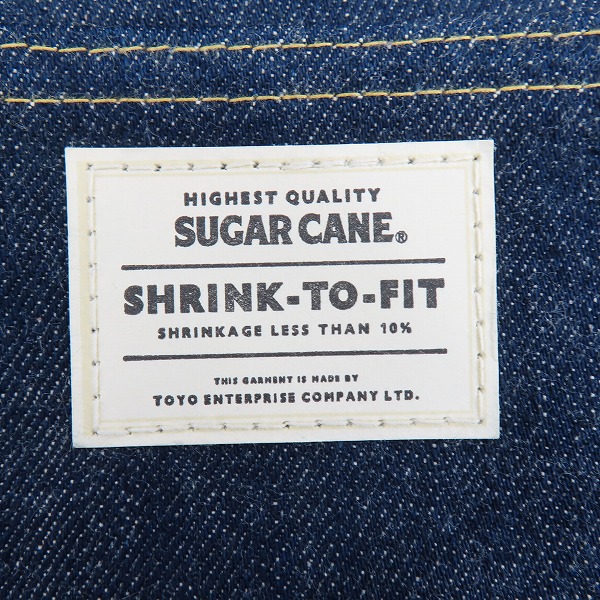 HIGHEST QUALITY
SUGAR CANE®
SHRINK-TO-FIT
SHRINKAGE LESS THAN 10%
THIS GARMENT IS MADE BY
TOYO ENTERPRISE COMPANY LTD.